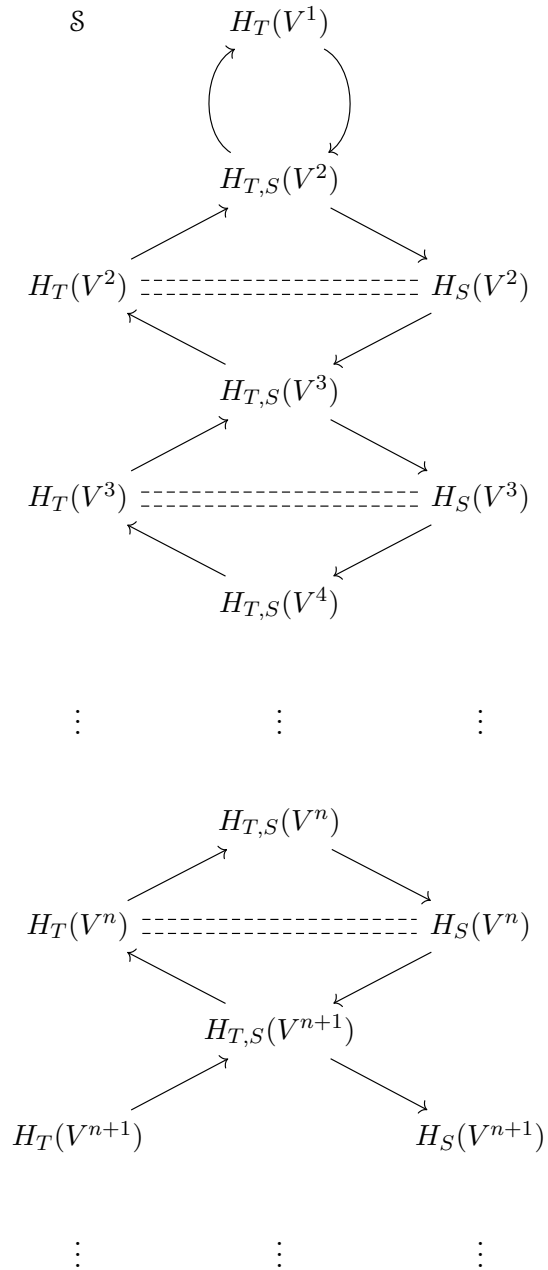 𝒮 H_T(V^1)
H_{T,S}(V^2)
H_T(V^2) H_S(V^2)
H_{T,S}(V^3)
H_T(V^3) H_S(V^3)
H_{T,S}(V^4)
⋮ ⋮ ⋮
H_{T,S}(V^n)
H_T(V^n) H_S(V^n)
H_{T,S}(V^{n+1})
H_T(V^{n+1}) H_S(V^{n+1})
⋮ ⋮ ⋮